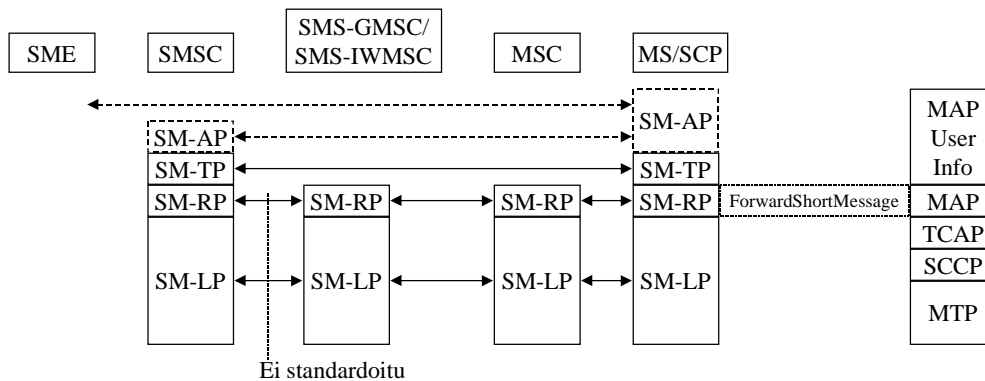 SME
SMSC
SMS-GMSC/
SMS-IWMSC
MSC
MS/SCP
SM-AP
SM-AP
MAP
User
Info
SM-TP
SM-TP
SM-RP
SM-RP
SM-RP
SM-RP
ForwardShortMessage
MAP
TCAP
SCCP
SM-LP
SM-LP
SM-LP
SM-LP
MTP
Ei standardoitu